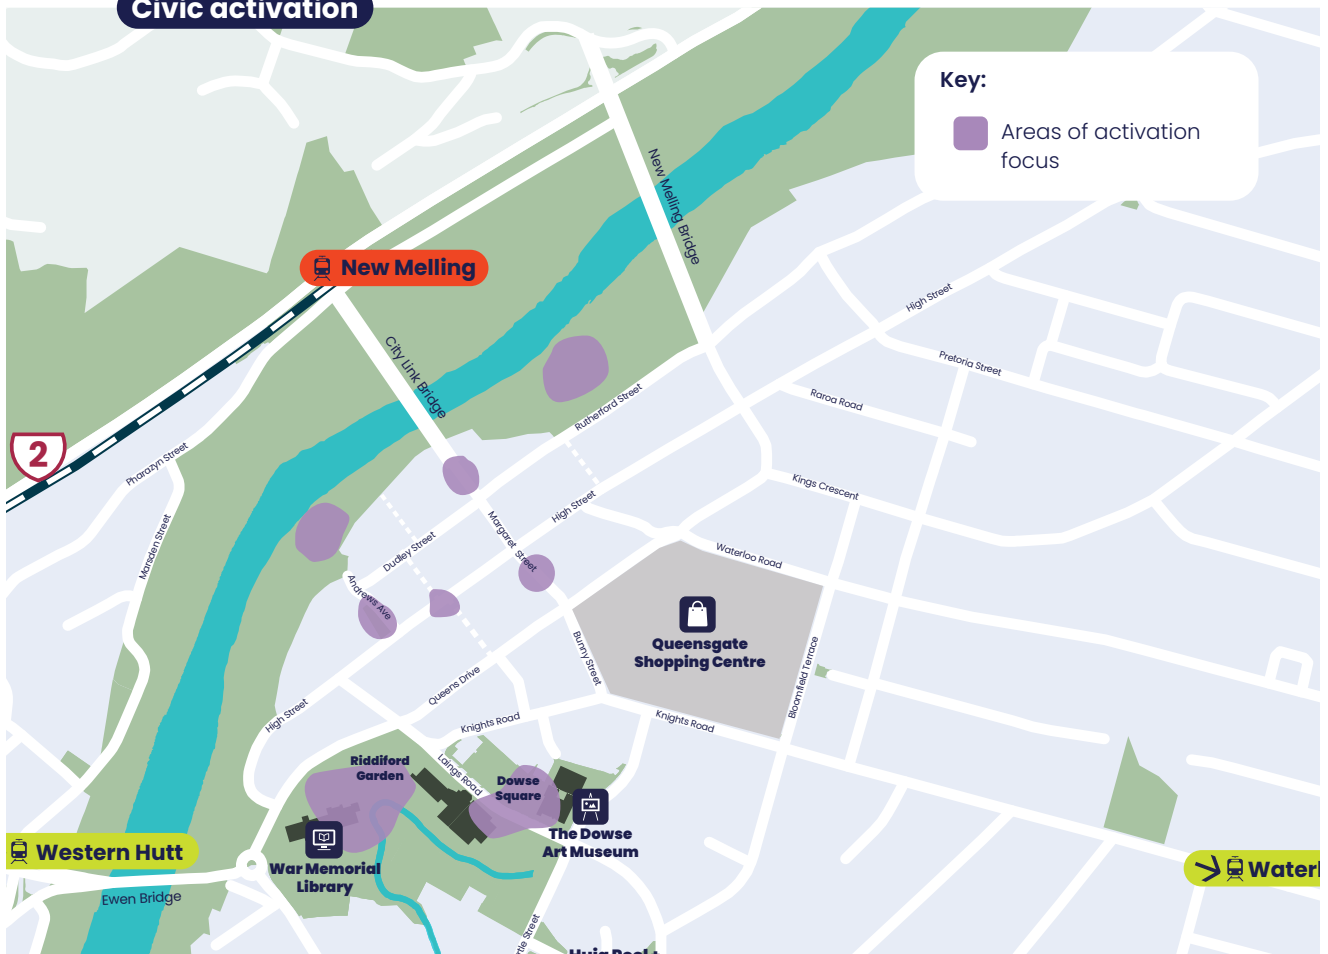 Civic activation
Key:
Areas of activation
focus
New Melling Bridge
New Melling
High Street
City Link Bridge
Pretoria Street
Rutherford Street
Raroa Road
2
Pharazyn Street
Kings Crescent
High Street
Marsden Street
Margaret Street
Dudley Street
Waterloo Road
Andrews Ave
Queensgate
Shopping Centre
Bunny Street
Bloomfield Terrace
Queens Drive
High Street
Knights Road
Knights Road
Riddiford
Garden
Laings Road
Dowse
Square
The Dowse
Art Museum
Western Hutt
War Memorial
Library
Ewen Bridge
Street